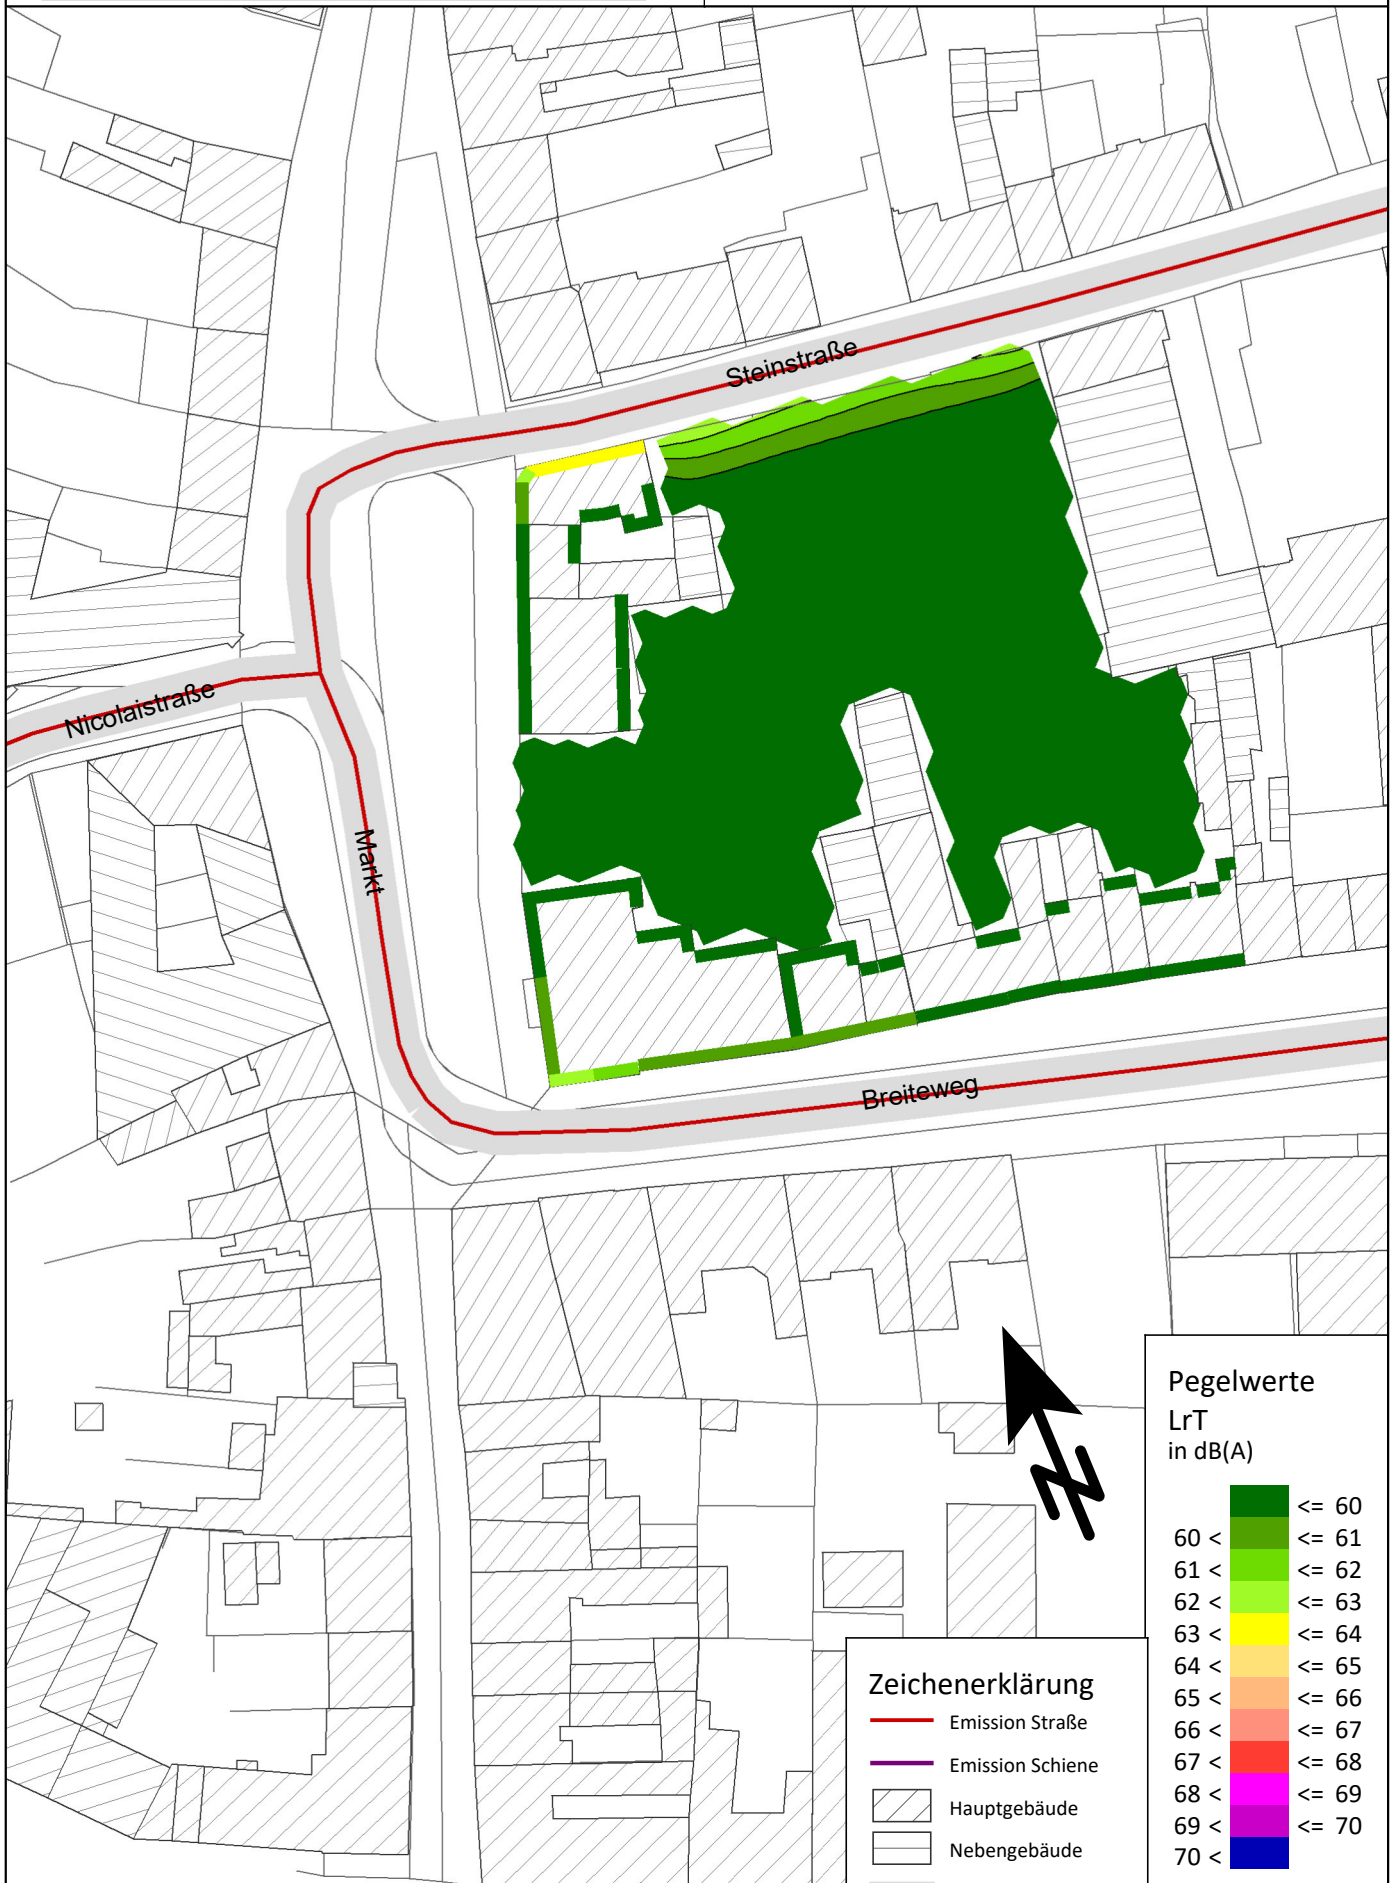 Steinstraße
Nicolaistraße
Markt
Breiteweg
Pegelwerte
LrT
in dB(A)
<= 60
60 < <= 61
61 < <= 62
62 < <= 63
63 < <= 64
64 < <= 65
65 < <= 66
66 < <= 67
67 < <= 68
68 < <= 69
69 < <= 70
70 <
Zeichenerklärung
Emission Straße
Emission Schiene
Hauptgebäude
Nebengebäude
N